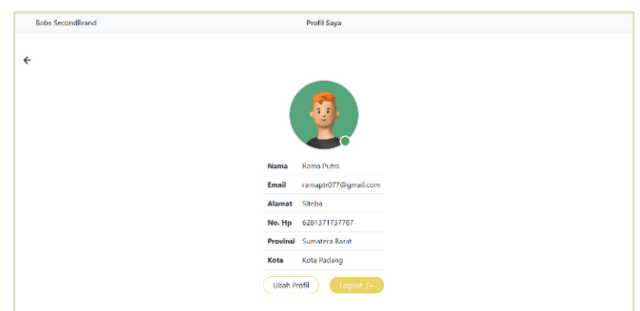 Robs SecondBrand Profil Saya
Nama Rama Putra
Email ramaptr077@gmail.com
Alamat Siteba
No. Hp 6281371737787
Provinsi Sumatera Barat
Kota Kota Padang
Ubah Profil Logout